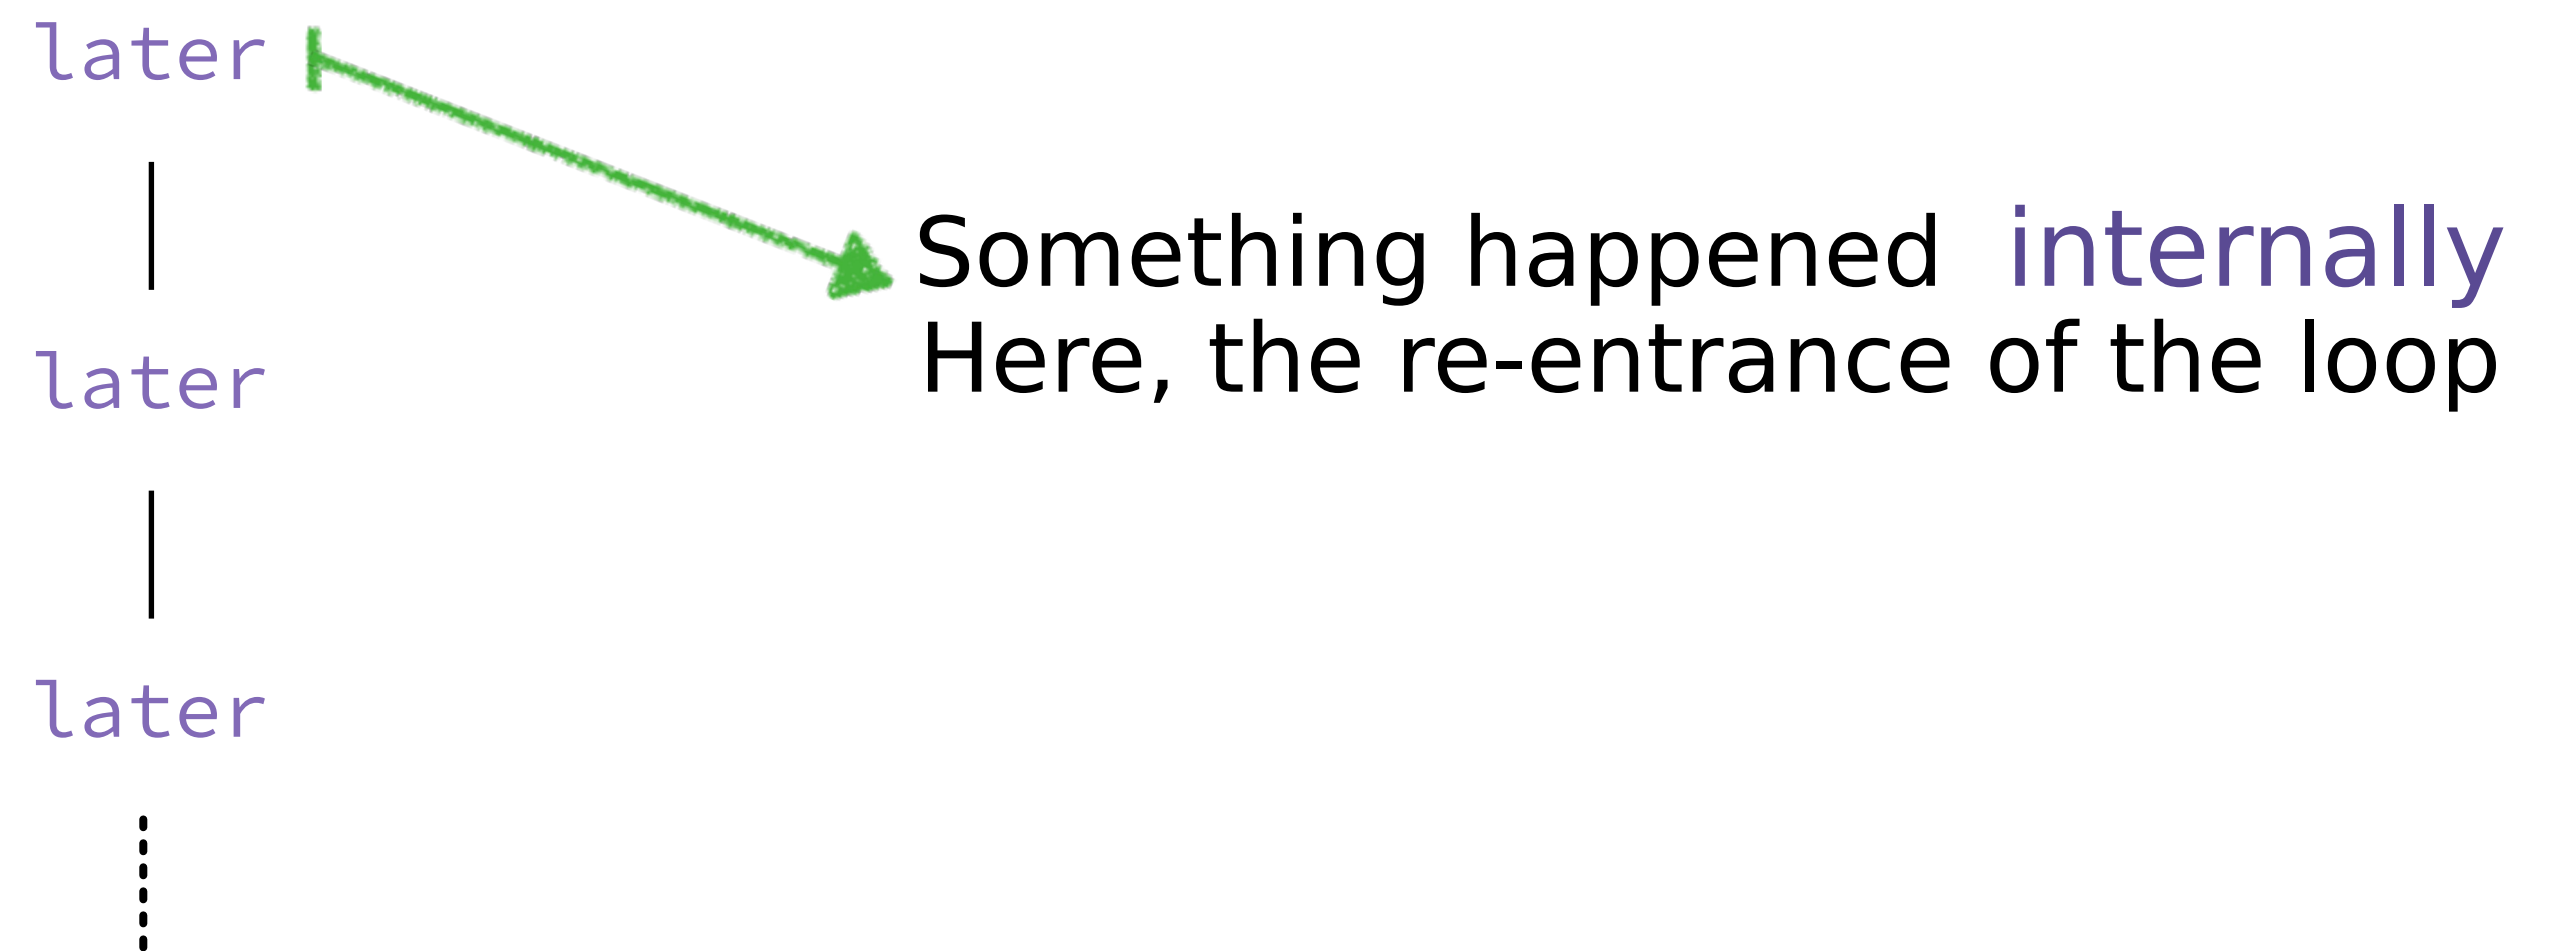 later
Something happened internally
Here, the re-entrance of the loop
later
later